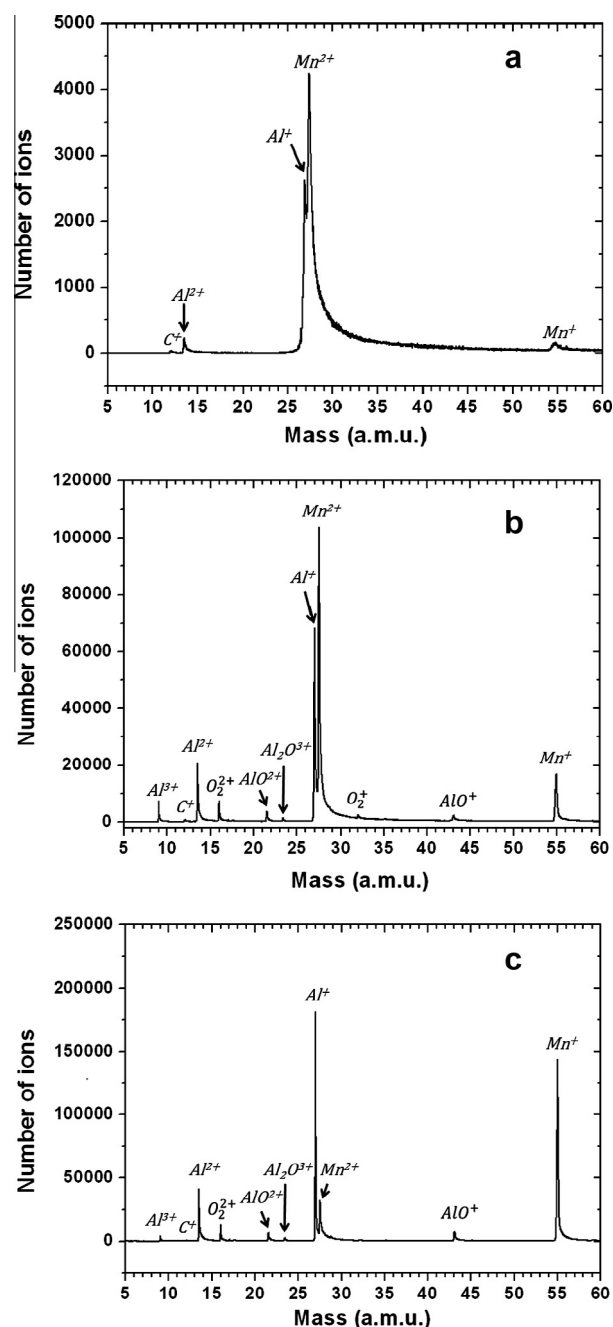 a
5000
4000
3000
2000
1000
0
Number of ions
Mn²⁺
Al⁺
Al²⁺
C⁺
Mn⁺
5 10 15 20 25 30 35 40 45 50 55 60
Mass (a.m.u.)
b
120000
100000
80000
60000
40000
20000
0
Number of ions
Mn²⁺
Al⁺
Al³⁺
C⁺
Al²⁺
O₂²⁺
AlO²⁺
Al₂O³⁺
O₂⁺
AlO⁺
Mn⁺
5 10 15 20 25 30 35 40 45 50 55 60
Mass (a.m.u.)
c
250000
200000
150000
100000
50000
0
Number of ions
Al⁺
Mn⁺
Al³⁺
C⁺
Al²⁺
O₂²⁺
AlO²⁺
Al₂O³⁺
Mn²⁺
AlO⁺
5 10 15 20 25 30 35 40 45 50 55 60
Mass (a.m.u.)